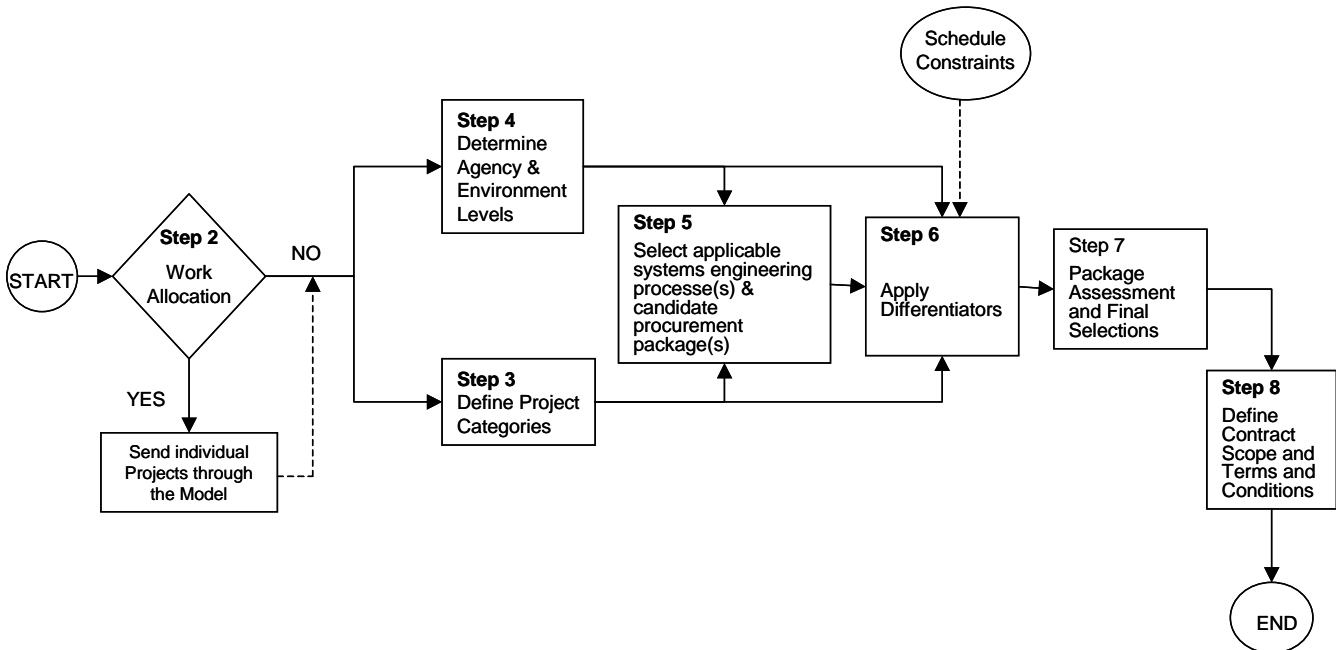 Schedule
Constraints
Step 4
Determine
Agency &
Environment
Levels
START
Step 2
Work
Allocation
NO
YES
Send individual
Projects through
the Model
Step 3
Define Project
Categories
Step 5
Select applicable
systems engineering
processe(s) &
candidate
procurement
package(s)
Step 6
Apply
Differentiators
Step 7
Package
Assessment
and Final
Selections
Step 8
Define
Contract
Scope and
Terms and
Conditions
END